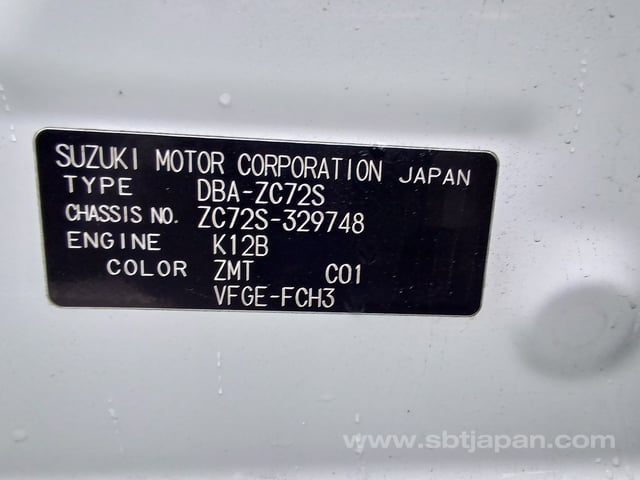 SUZUKI MOTOR CORPORATION JAPAN
TYPE DBA-ZC72S
CHASSIS NO. ZC72S-329748
ENGINE K12B
COLOR ZMT C01
VFGE-FCH3
www.sbtjapan.com